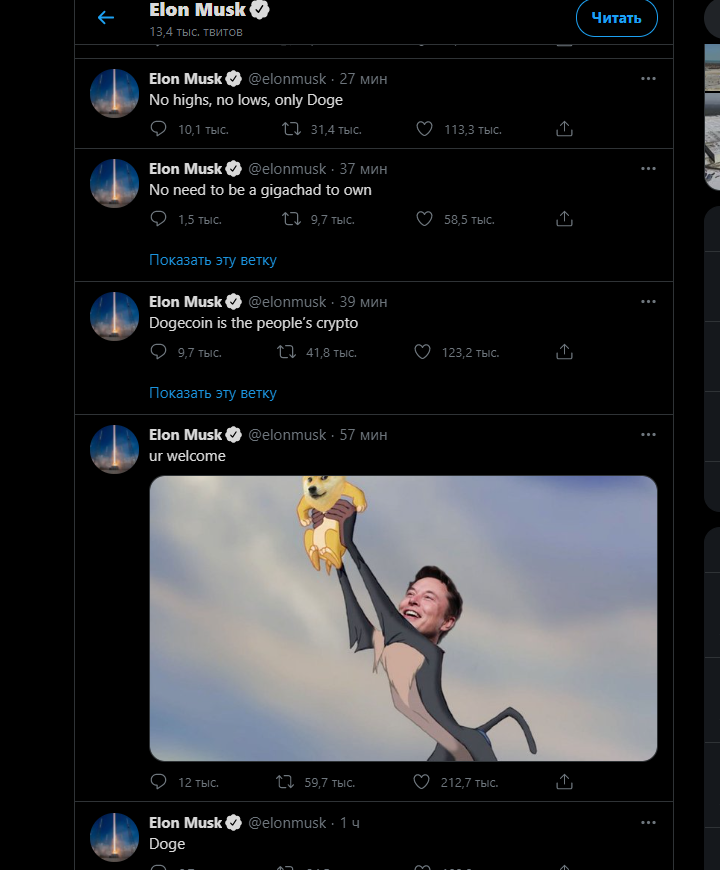 Elon Musk
13,4 тыс. твитов
Читать
Elon Musk @elonmusk · 27 мин
No highs, no lows, only Doge
10,1 тыс. 31,4 тыс. 113,3 тыс.
Elon Musk @elonmusk · 37 мин
No need to be a gigachad to own
1,5 тыс. 9,7 тыс. 58,5 тыс.
Показать эту ветку
Elon Musk @elonmusk · 39 мин
Dogecoin is the people’s crypto
9,7 тыс. 41,8 тыс. 123,2 тыс.
Показать эту ветку
Elon Musk @elonmusk · 57 мин
ur welcome
12 тыс. 59,7 тыс. 212,7 тыс.
Elon Musk @elonmusk · 1 ч
Doge